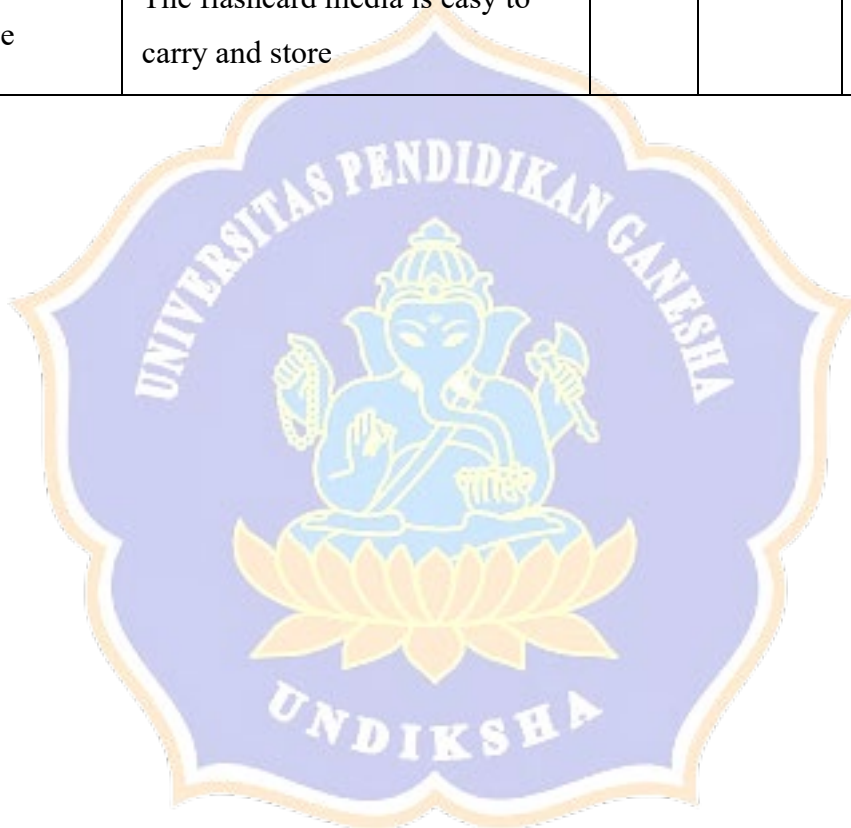 The flashcard media is easy to
e
carry and store
UNIVERSITAS PENDIDIKAN GANESHA
UNDIKSHA